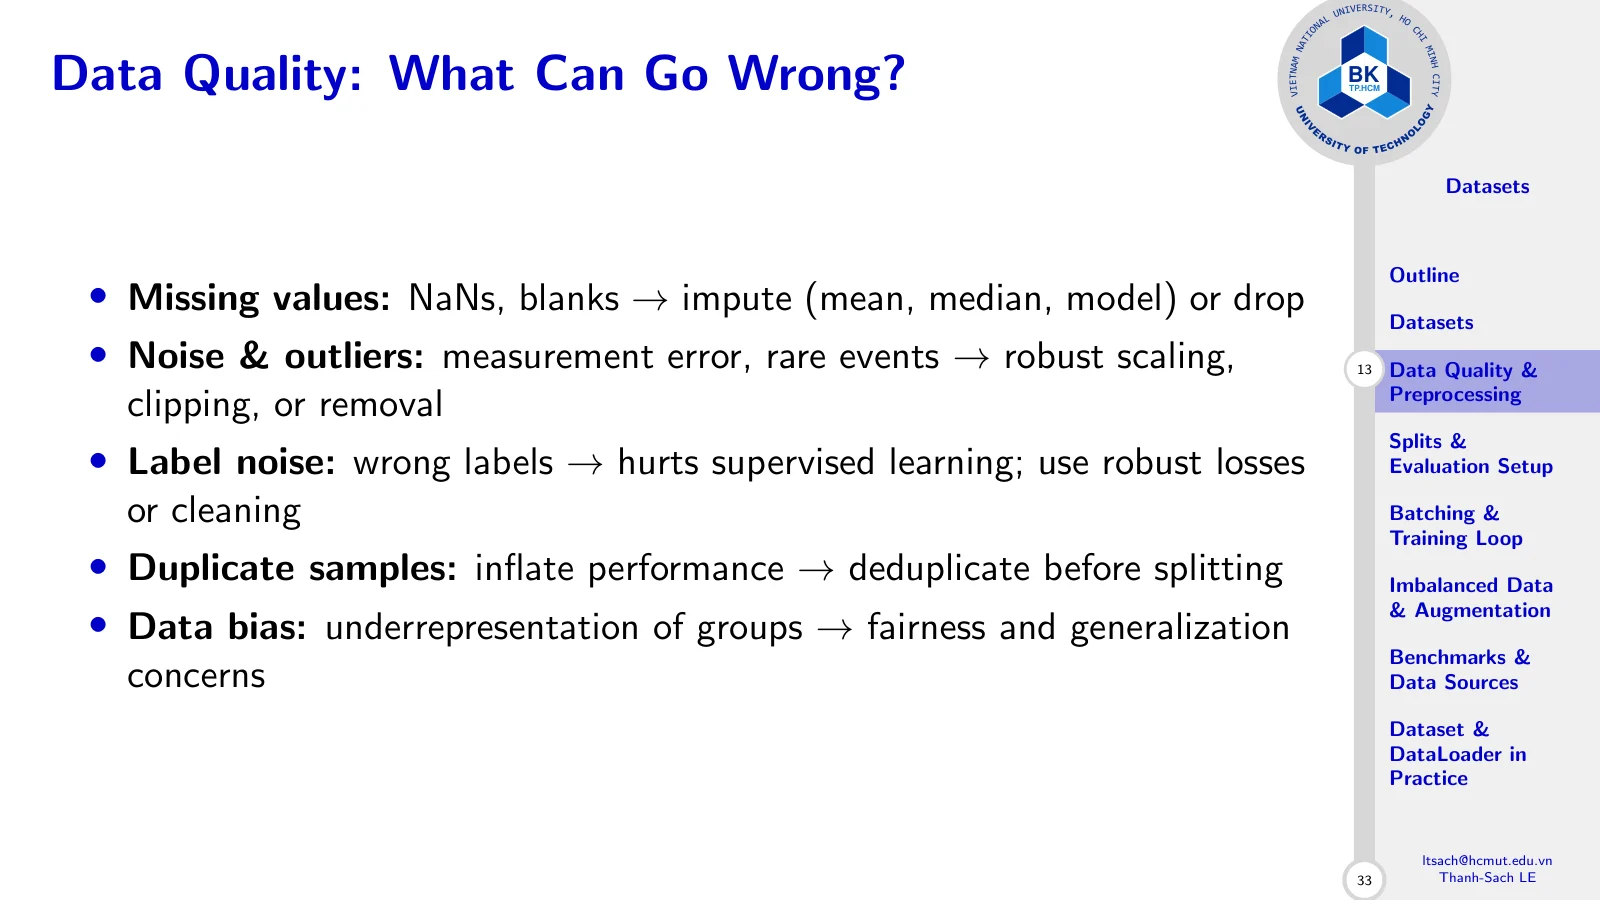 Data Quality: What Can Go Wrong?
• Missing values: NaNs, blanks → impute (mean, median, model) or drop
• Noise & outliers: measurement error, rare events → robust scaling,
clipping, or removal
• Label noise: wrong labels → hurts supervised learning; use robust losses
or cleaning
• Duplicate samples: inflate performance → deduplicate before splitting
• Data bias: underrepresentation of groups → fairness and generalization
concerns
VIETNAM NATIONAL UNIVERSITY, HO CHI MINH CITY
BK
TP.HCM
UNIVERSITY OF TECHNOLOGY
Datasets
Outline
Datasets
13
Data Quality &
Preprocessing
Splits &
Evaluation Setup
Batching &
Training Loop
Imbalanced Data
& Augmentation
Benchmarks &
Data Sources
Dataset &
DataLoader in
Practice
ltsach@hcmut.edu.vn
Thanh-Sach LE
33